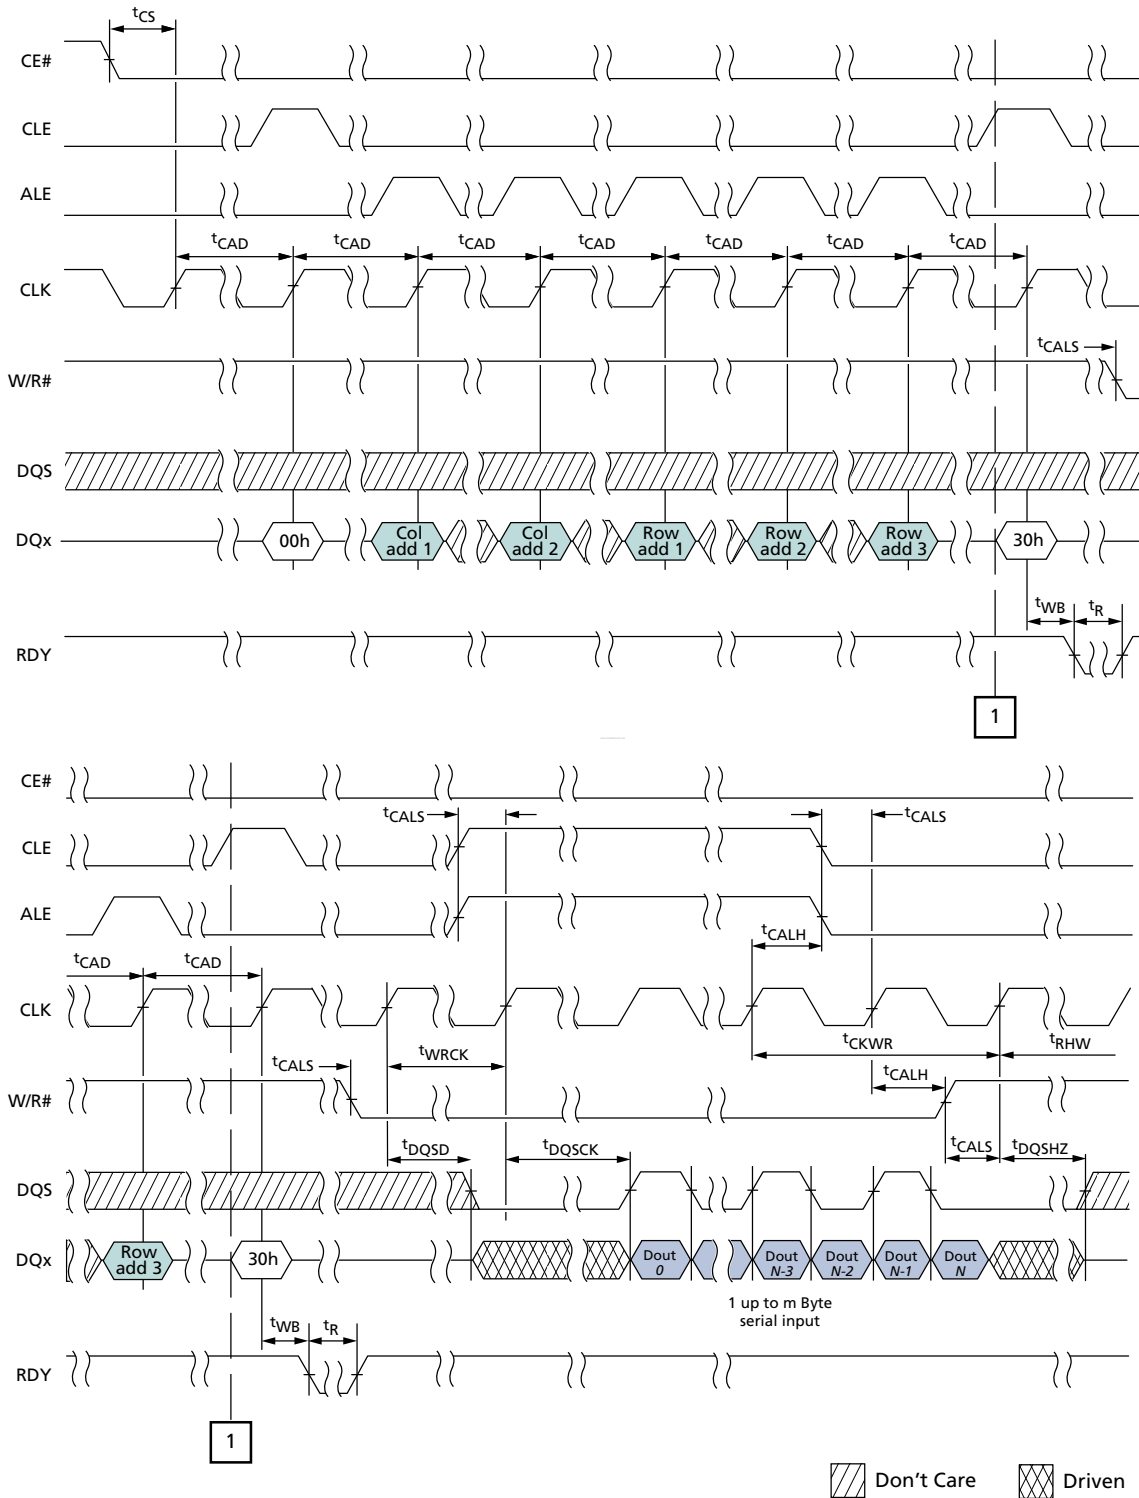 tCS
CE#
CLE
ALE
tCAD tCAD tCAD tCAD tCAD tCAD tCAD
CLK
tCALS
W/R#
DQS
DQx
00h
Col
add 1
Col
add 2
Row
add 1
Row
add 2
Row
add 3
30h
tWB tR
RDY
1
CE#
tCALS
tCALS
CLE
ALE
tCALH
tCAD tCAD
CLK
tCALS
tWRCK
tCKWR
tRHW
tCALH
W/R#
tDQSD
tDQSCK
tCALS
tDQSHZ
DQS
DQx
Row
add 3
30h
Dout
0
Dout
N-3
Dout
N-2
Dout
N-1
Dout
N
1 up to m Byte
serial input
tWB tR
RDY
1
Don't Care
Driven